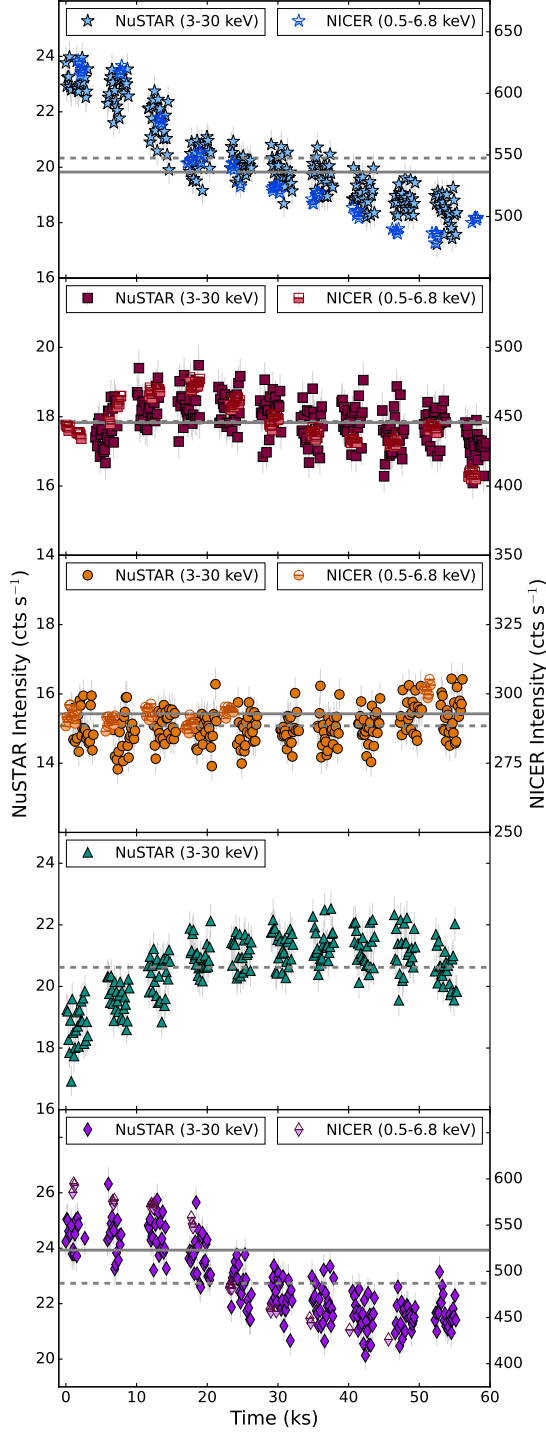 NuSTAR (3-30 keV) NICER (0.5-6.8 keV)
24 22 20 18 16
650 600 550 500
NuSTAR (3-30 keV) NICER (0.5-6.8 keV)
20 18 16 14
500 450 400 350
NuSTAR (3-30 keV) NICER (0.5-6.8 keV)
18 16 14
325 300 275 250
NuSTAR (3-30 keV)
24 22 20 18 16
NuSTAR (3-30 keV) NICER (0.5-6.8 keV)
26 24 22 20
600 550 500 450 400
0 10 20 30 40 50 60
Time (ks)
NuSTAR Intensity (cts s⁻¹)
NICER Intensity (cts s⁻¹)